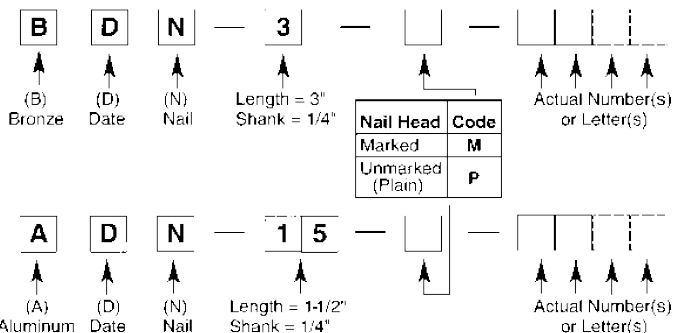 B D N — 3 — —
(B) (D) (N) Length = 3" Actual Number(s)
Bronze Date Nail Shank = 1/4" or Letter(s)
Nail Head Code
Marked M
Unmarked
(Plain) P
A D N — 1 5 — —
(A) (D) (N) Length = 1-1/2" Actual Number(s)
Aluminum Date Nail Shank = 1/4" or Letter(s)